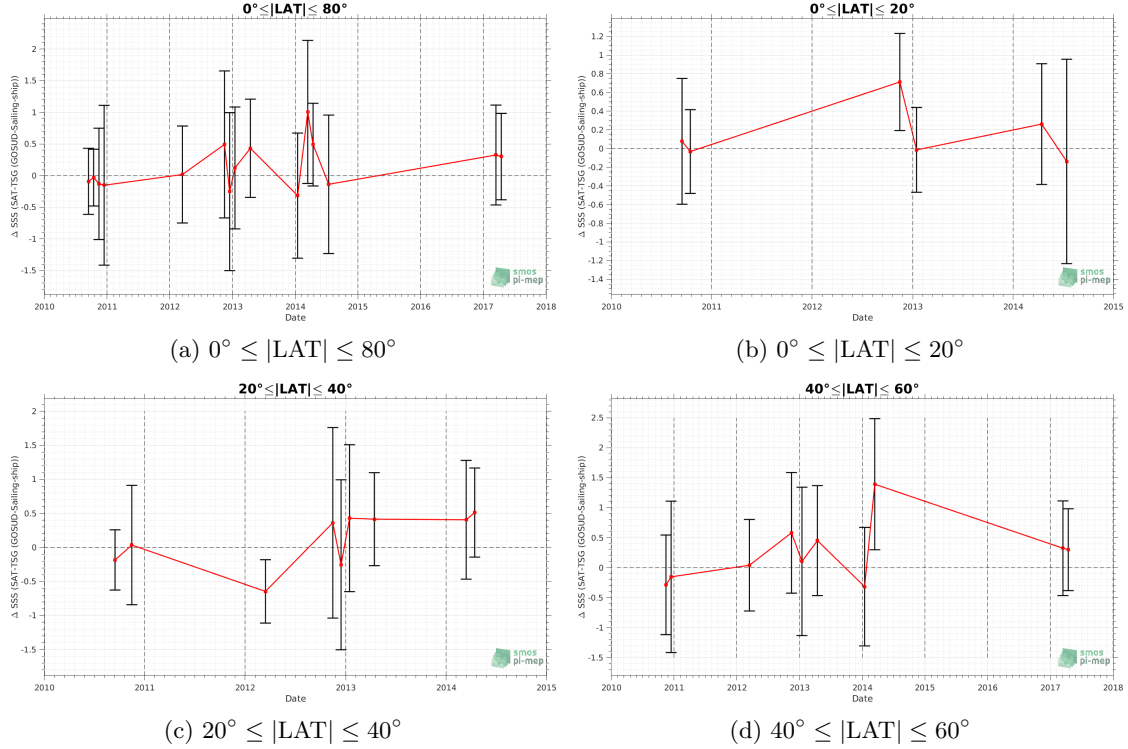 0°≤|LAT|≤ 80°
Δ SSS (SAT-TSG (GOSUD-Sailing-ship))
2
1.5
1
0.5
0
-0.5
-1
-1.5
2010 2011 2012 2013 2014 2015 2016 2017 2018
Date
smos
pi-mep
(a) 0° ≤ |LAT| ≤ 80°
0°≤|LAT|≤ 20°
Δ SSS (SAT-TSG (GOSUD-Sailing-ship))
1.2
1
0.8
0.6
0.4
0.2
0
-0.2
-0.4
-0.6
-0.8
-1
-1.2
-1.4
2010 2011 2012 2013 2014 2015
Date
smos
pi-mep
(b) 0° ≤ |LAT| ≤ 20°
20°≤|LAT|≤ 40°
Δ SSS (SAT-TSG (GOSUD-Sailing-ship))
2
1.5
1
0.5
0
-0.5
-1
-1.5
2010 2011 2012 2013 2014 2015
Date
smos
pi-mep
(c) 20° ≤ |LAT| ≤ 40°
40°≤|LAT|≤ 60°
Δ SSS (SAT-TSG (GOSUD-Sailing-ship))
2.5
2
1.5
1
0.5
0
-0.5
-1
-1.5
2010 2011 2012 2013 2014 2015 2016 2017 2018
Date
smos
pi-mep
(d) 40° ≤ |LAT| ≤ 60°